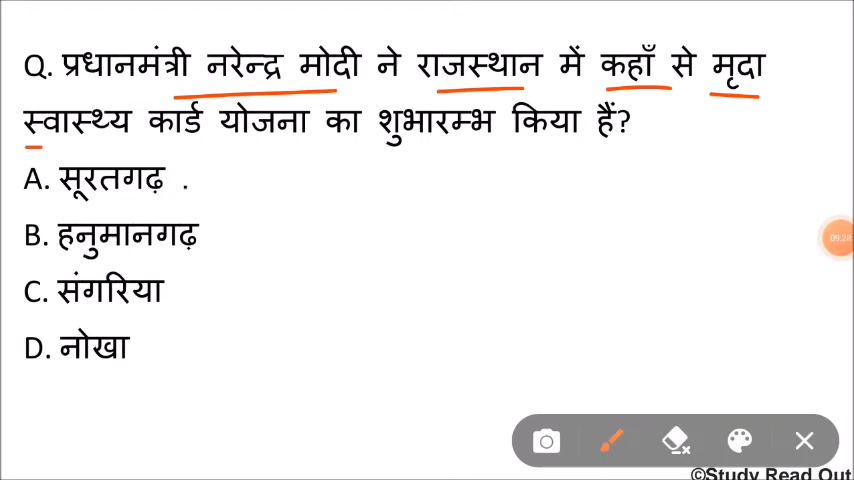 Q. प्रधानमंत्री नरेन्द्र मोदी ने राजस्थान में कहाँ से मृदा
स्वास्थ्य कार्ड योजना का शुभारम्भ किया हैं?
A. सूरतगढ़ .
B. हनुमानगढ़
C. संगरिया
D. नोखा
09:28
©Study Read Out